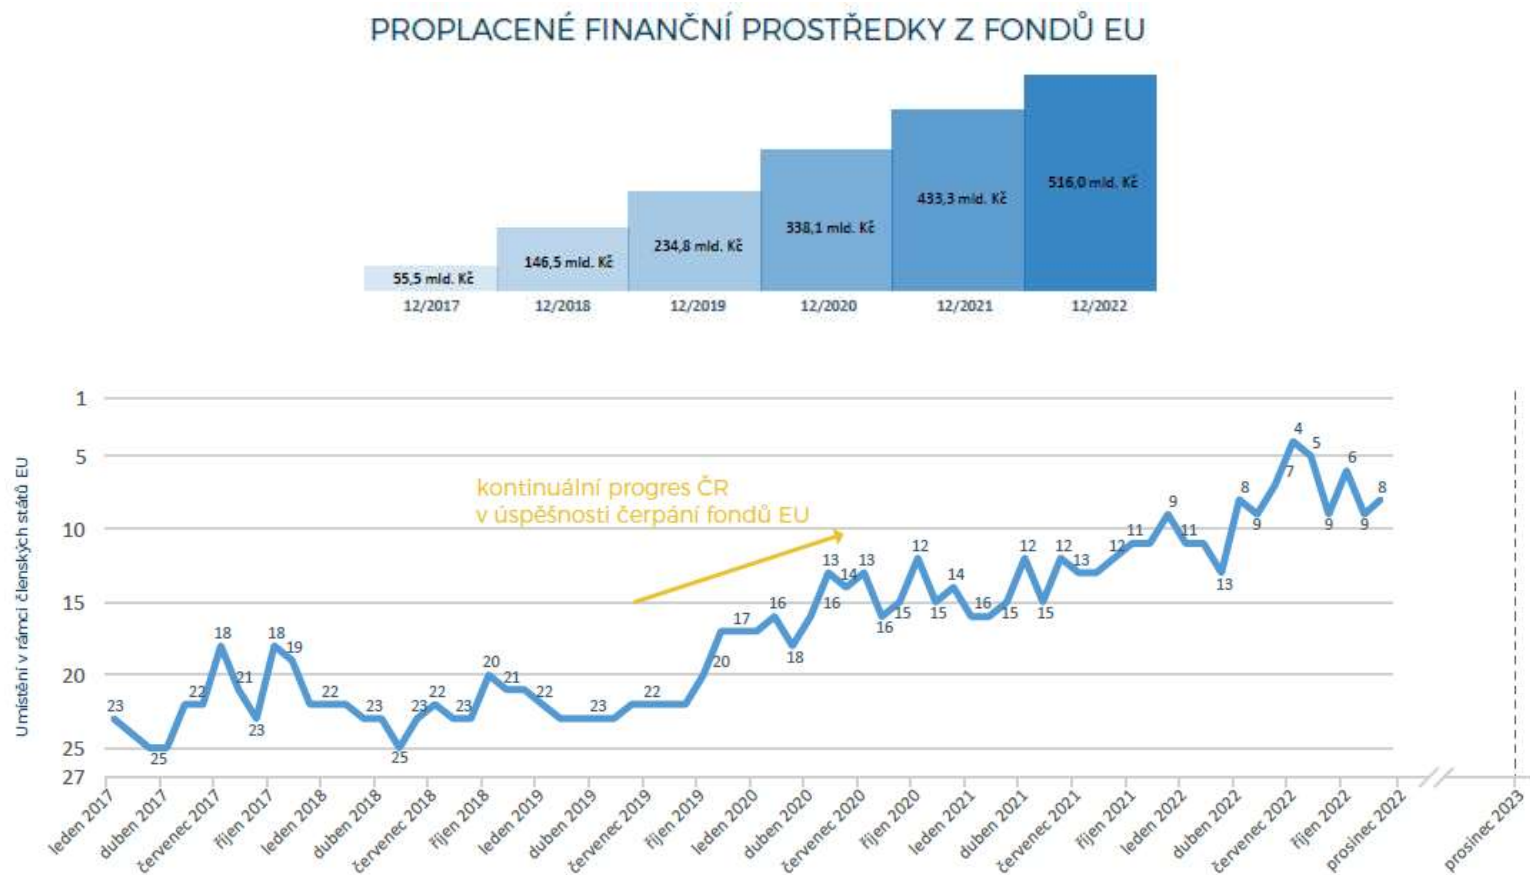 PROPLACENÉ FINANČNÍ PROSTŘEDKY Z FONDŮ EU
55,5 mld. Kč
146,5 mld. Kč
234,8 mld. Kč
338,1 mld. Kč
433,3 mld. Kč
516,0 mld. Kč
12/2017
12/2018
12/2019
12/2020
12/2021
12/2022
Umístění v rámci členských států EU
1
5
10
15
20
25
27
kontinuální progres ČR
v úspěšnosti čerpání fondů EU
23
25
22
18
21
23
18
19
22
23
25
23
22
23
20
21
22
23
22
20
17
16
18
16
13
14
13
16
15
12
15
14
16
15
12
15
12
13
12
11
9
11
13
8
9
7
4
5
9
6
9
8
leden 2017
duben 2017
červenec 2017
říjen 2017
leden 2018
duben 2018
červenec 2018
říjen 2018
leden 2019
duben 2019
červenec 2019
říjen 2019
leden 2020
duben 2020
červenec 2020
říjen 2020
leden 2021
duben 2021
červenec 2021
říjen 2021
leden 2022
duben 2022
červenec 2022
říjen 2022
prosinec 2022
prosinec 2023